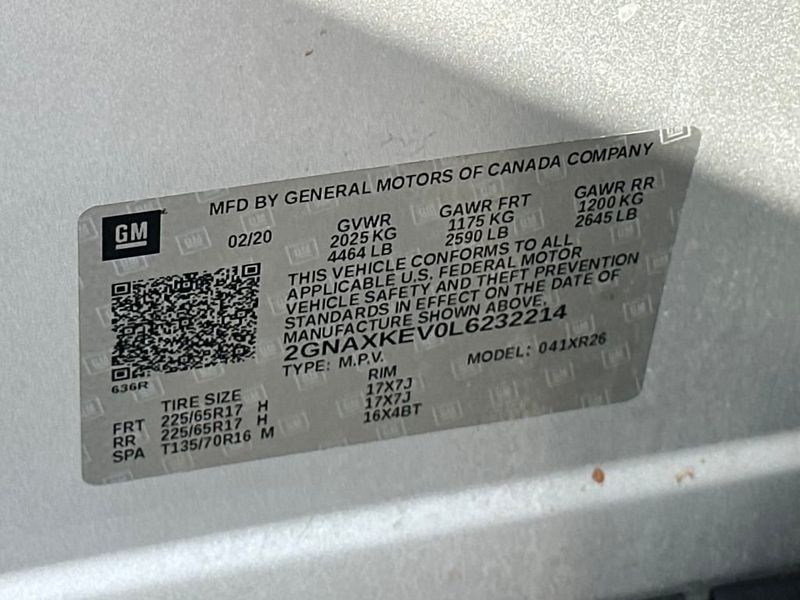 MFD BY GENERAL MOTORS OF CANADA COMPANY
GM
02/20
GVWR GAWR FRT GAWR RR
2025 KG 1175 KG 1200 KG
4464 LB 2590 LB 2645 LB
THIS VEHICLE CONFORMS TO ALL
APPLICABLE U.S. FEDERAL MOTOR
VEHICLE SAFETY AND THEFT PREVENTION
STANDARDS IN EFFECT ON THE DATE OF
MANUFACTURE SHOWN ABOVE.
2GNAXKEV0L6232214
TYPE: M.P.V. MODEL: 041XR26
636R
TIRE SIZE RIM
FRT 225/65R17 H 17X7J
RR 225/65R17 H 17X7J
SPA T135/70R16 M 16X4BT